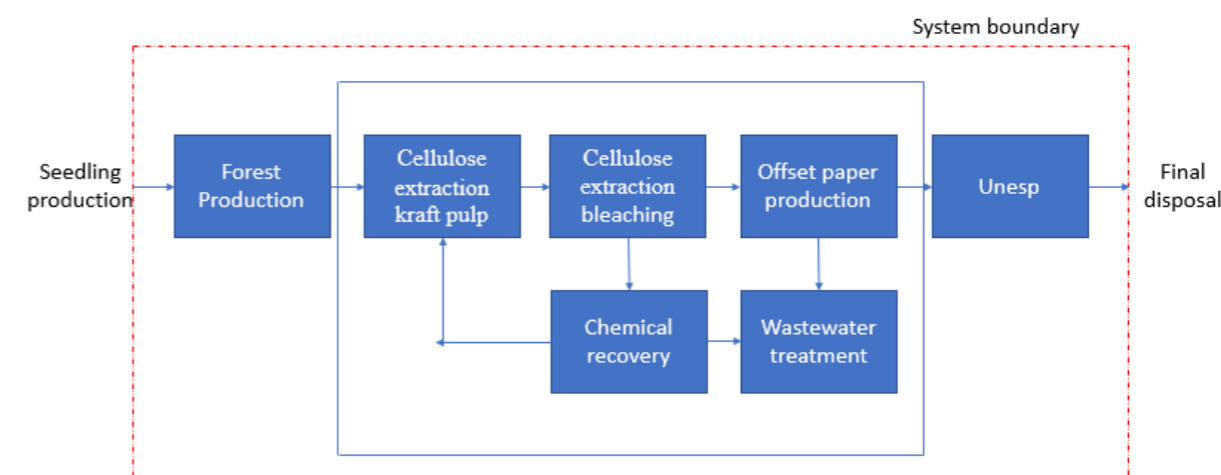 System boundary
Seedling
production
Forest
Production
Cellulose
extraction
kraft pulp
Cellulose
extraction
bleaching
Offset paper
production
Unesp
Final
disposal
Chemical
recovery
Wastewater
treatment